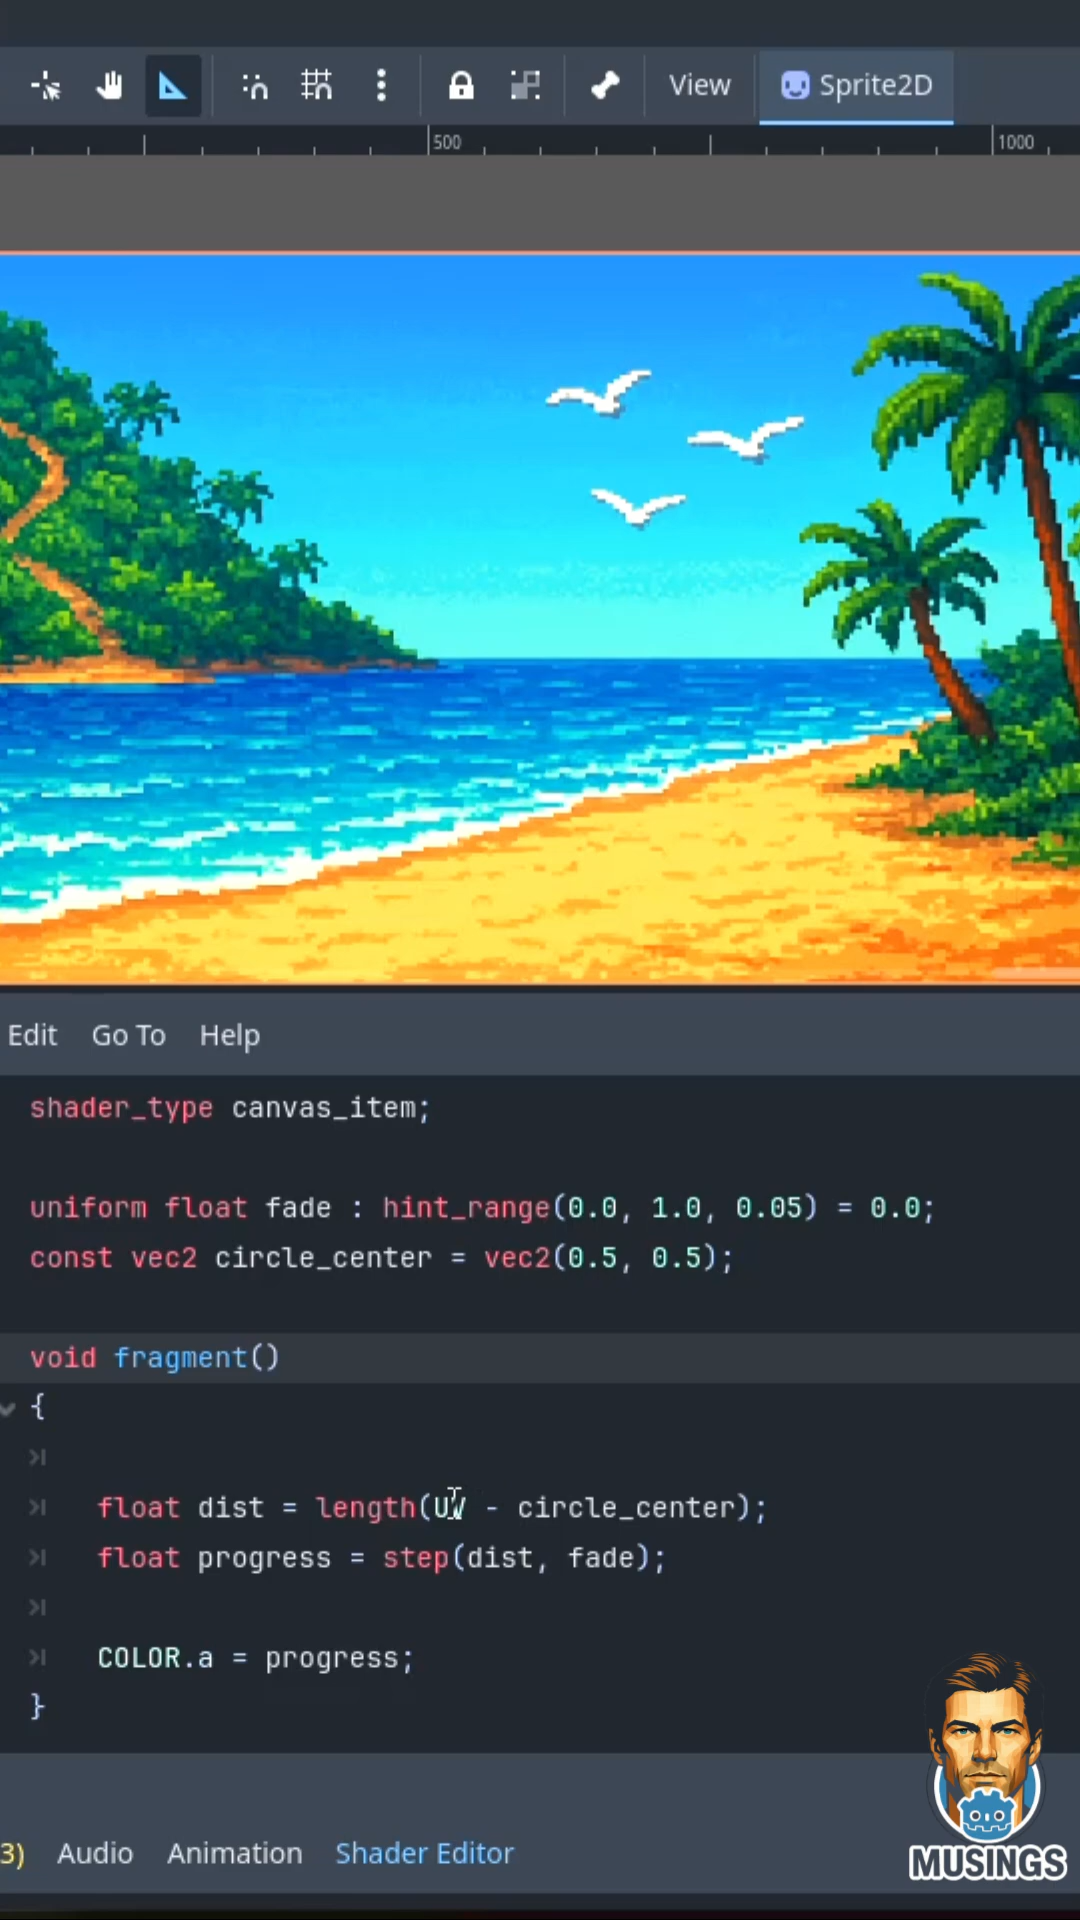 View Sprite2D
500 1000
Edit Go To Help
shader_type canvas_item;
uniform float fade : hint_range(0.0, 1.0, 0.05) = 0.0;
const vec2 circle_center = vec2(0.5, 0.5);
void fragment()
{
float dist = length(UV - circle_center);
float progress = step(dist, fade);
COLOR.a = progress;
}
3) Audio Animation Shader Editor
MUSINGS